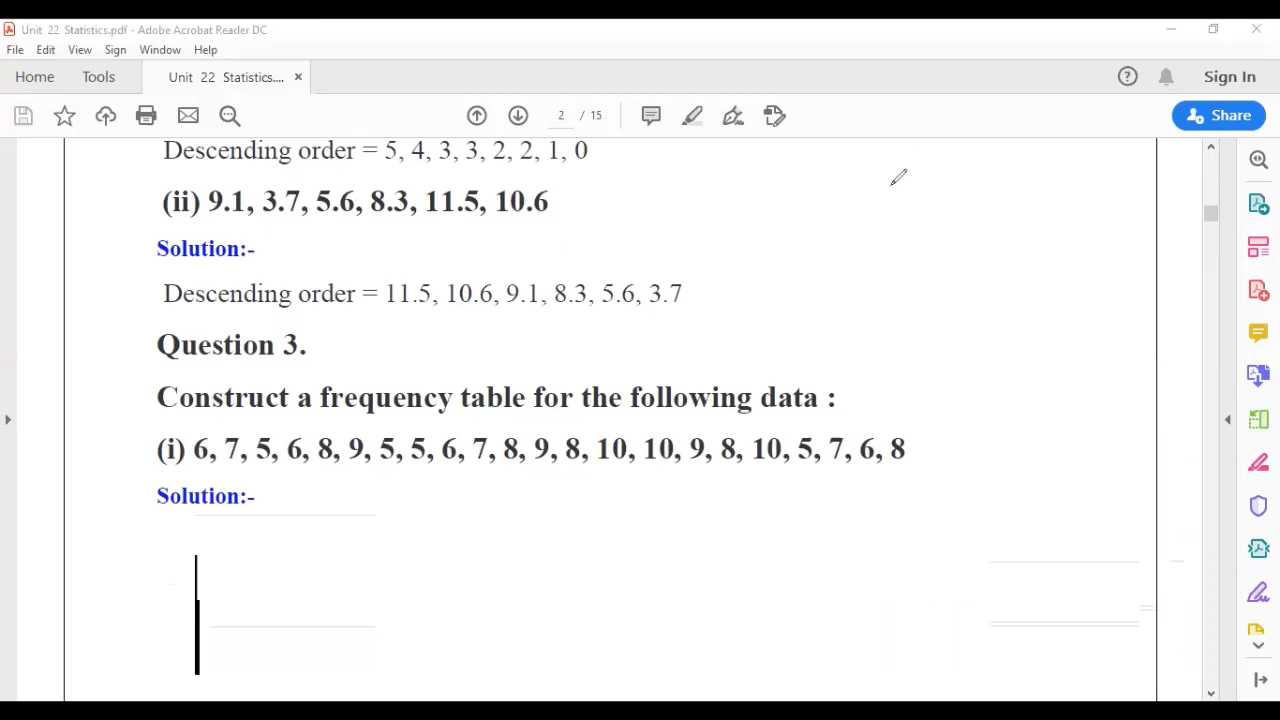 Unit 22 Statistics.pdf - Adobe Acrobat Reader DC
File Edit View Sign Window Help
Home Tools Unit 22 Statistics.... × Sign In
2 / 15 Share
Descending order = 5, 4, 3, 3, 2, 2, 1, 0
(ii) 9.1, 3.7, 5.6, 8.3, 11.5, 10.6
Solution:-
Descending order = 11.5, 10.6, 9.1, 8.3, 5.6, 3.7
Question 3.
Construct a frequency table for the following data :
(i) 6, 7, 5, 6, 8, 9, 5, 5, 6, 7, 8, 9, 8, 10, 10, 9, 8, 10, 5, 7, 6, 8
Solution:-